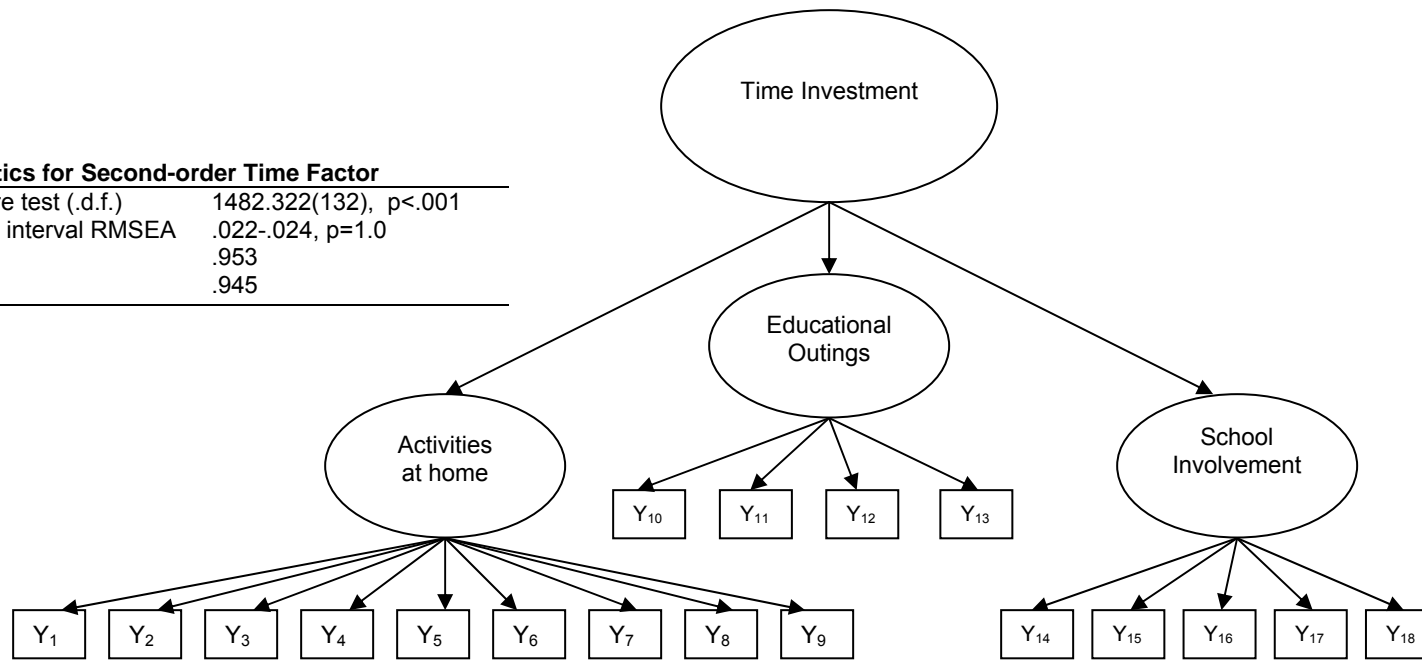 Time Investment
tics for Second-order Time Factor
re test (.d.f.) 1482.322(132), p<.001
interval RMSEA .022-.024, p=1.0
.953
.945
Educational
Outings
Activities
at home
School
Involvement
Y₁₀ Y₁₁ Y₁₂ Y₁₃
Y₁ Y₂ Y₃ Y₄ Y₅ Y₆ Y₇ Y₈ Y₉ Y₁₄ Y₁₅ Y₁₆ Y₁₇ Y₁₈